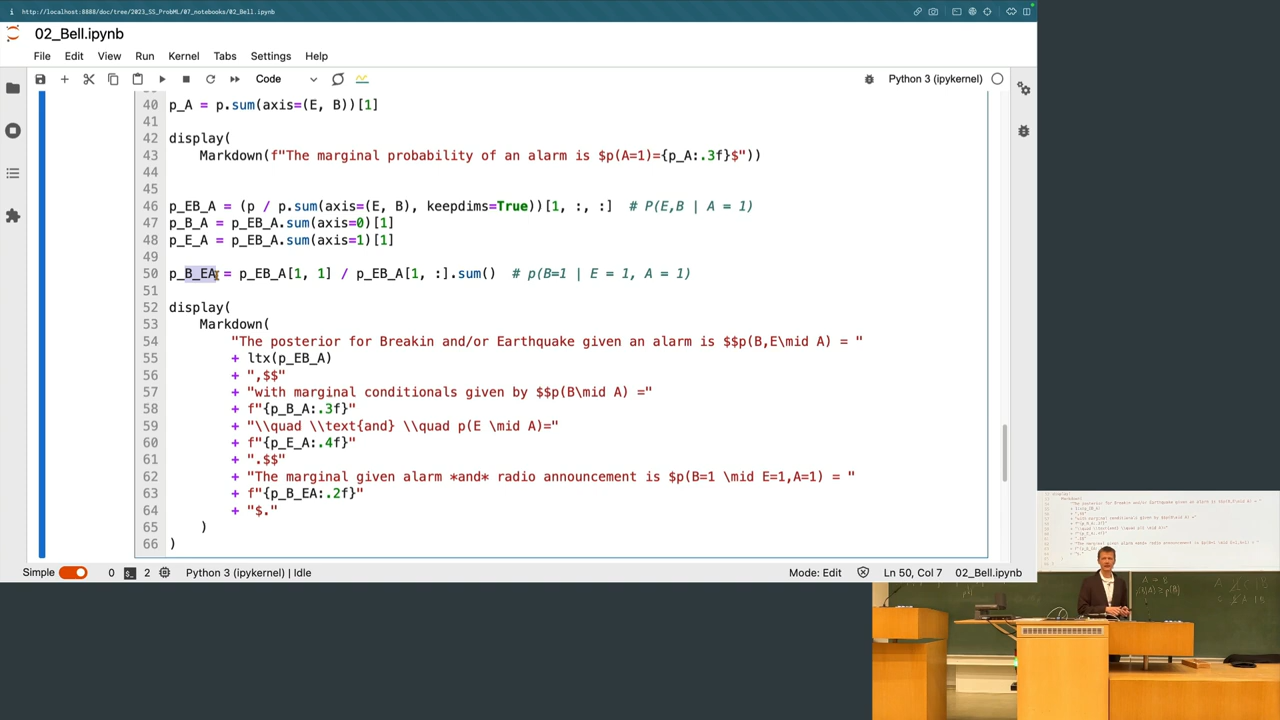 localhost:8888/doc/tree/2023_SS_ProbML/07_notebooks/02_Bell.ipynb
02_Bell.ipynb
File Edit View Run Kernel Tabs Settings Help
Code
Python 3 (ipykernel)
40 p_A = p.sum(axis=(E, B))[1]
41
42 display(
43     Markdown(f"The marginal probability of an alarm is $p(A=1)={p_A:.3f}$"))
44
45
46 p_EB_A = (p / p.sum(axis=(E, B), keepdims=True))[1, :, :]  # P(E,B | A = 1)
47 p_B_A = p_EB_A.sum(axis=0)[1]
48 p_E_A = p_EB_A.sum(axis=1)[1]
49
50 p_B_EA = p_EB_A[1, 1] / p_EB_A[1, :].sum()  # p(B=1 | E = 1, A = 1)
51
52 display(
53     Markdown(
54         "The posterior for Breakin and/or Earthquake given an alarm is $$p(B,E\mid A) = "
55         + ltx(p_EB_A)
56         + ",$$"
57         + "with marginal conditionals given by $$p(B\mid A) ="
58         + f"{p_B_A:.3f}"
59         + "\\quad \\text{and} \\quad p(E \mid A)="
60         + f"{p_E_A:.4f}"
61         + ".$$"
62         + "The marginal given alarm *and* radio announcement is $p(B=1 \mid E=1,A=1) = "
63         + f"{p_B_EA:.2f}"
64         + "$."
65     )
66 )
Simple 0 2 Python 3 (ipykernel) | Idle Mode: Edit Ln 50, Col 7 02_Bell.ipynb